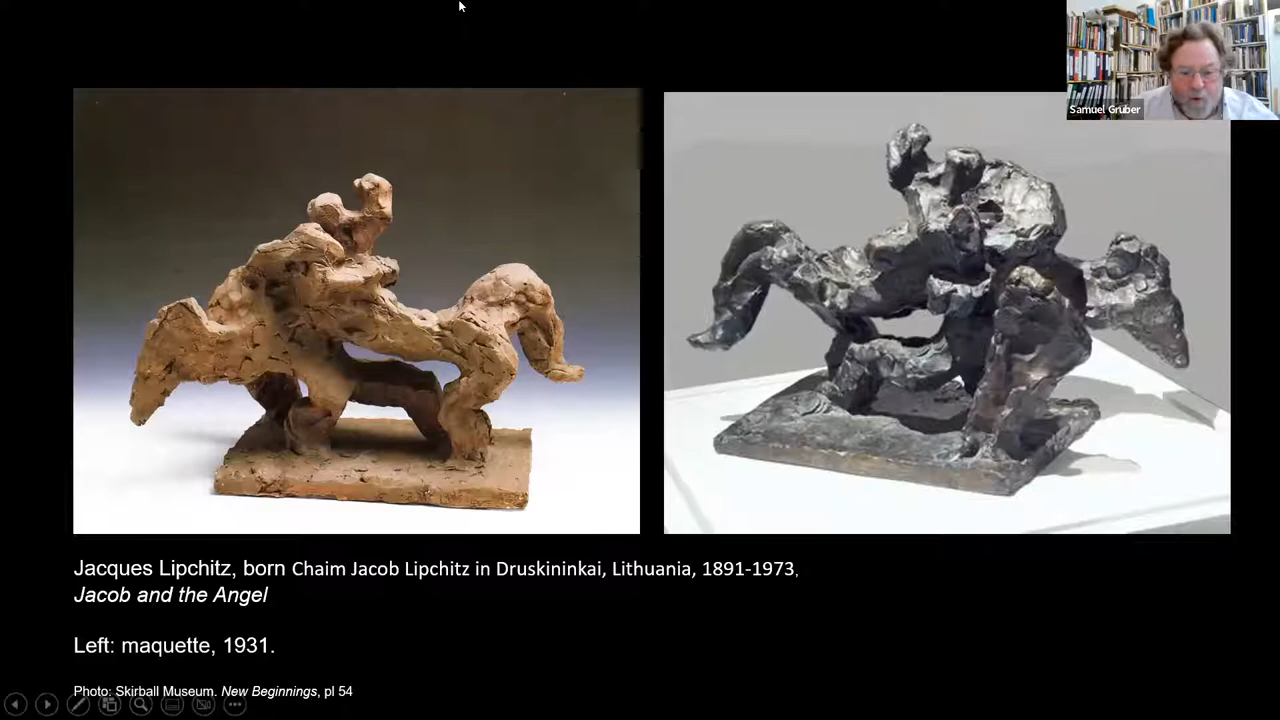 Samuel Gruber
Jacques Lipchitz, born Chaim Jacob Lipchitz in Druskininkai, Lithuania, 1891-1973,
Jacob and the Angel
Left: maquette, 1931.
Photo: Skirball Museum. New Beginnings, pl 54